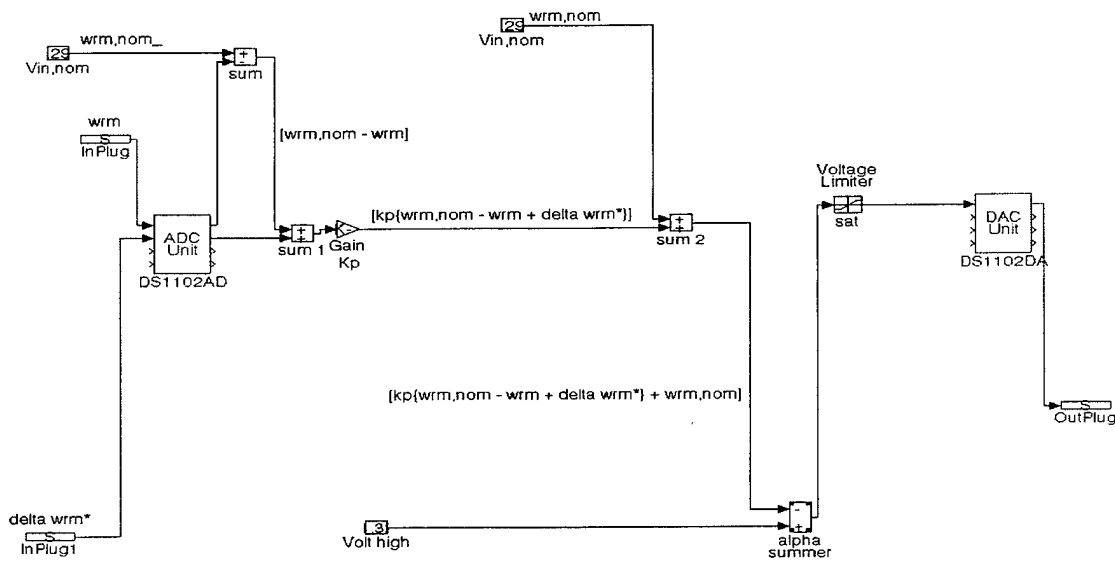 wrm,nom_
29
Vin,nom
+
-
sum
wrm,nom
29
Vin,nom
wrm
S
InPlug
[wrm,nom - wrm]
ADC
Unit
DS1102AD
+
+
sum 1
Gain
Kp
[kp{wrm,nom - wrm + delta wrm*}]
+
+
sum 2
Voltage
Limiter
sat
DAC
Unit
DS1102DA
[kp{wrm,nom - wrm + delta wrm*} + wrm,nom]
S
OutPlug
delta wrm*
S
InPlug1
.3
Volt high
-
+
alpha
summer